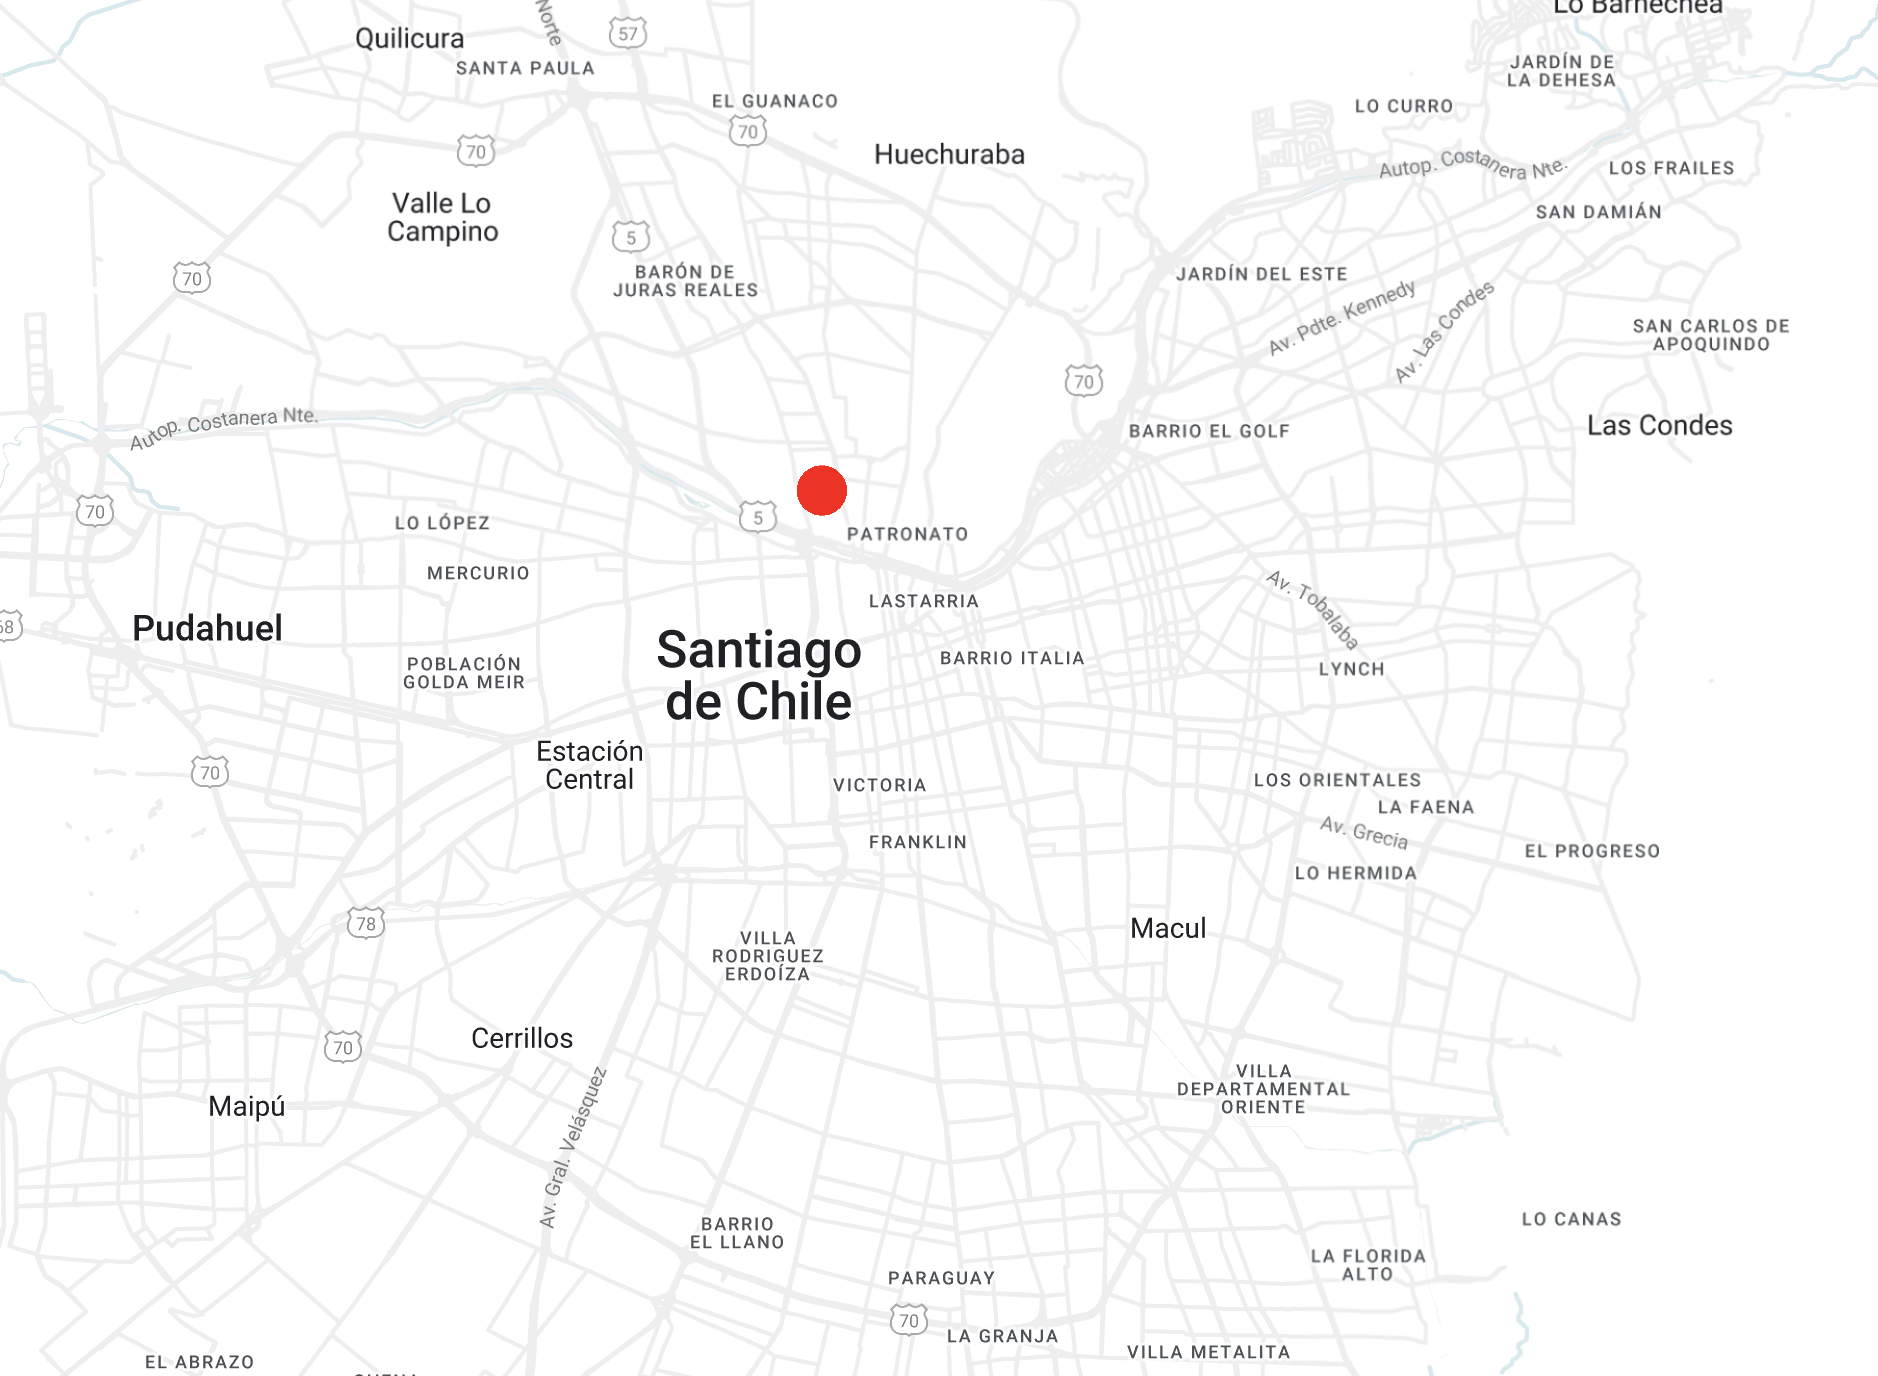 Lo Barnechea
Norte
57
Quilicura
SANTA PAULA
JARDÍN DE
LA DEHESA
EL GUANACO
LO CURRO
70
70
Huechuraba
Autop. Costanera Nte.
LOS FRAILES
Valle Lo
Campino
SAN DAMIÁN
5
70
BARÓN DE
JURAS REALES
JARDÍN DEL ESTE
Av. Pdte. Kennedy
Av. Las Condes
SAN CARLOS DE
APOQUINDO
70
Autop. Costanera Nte.
BARRIO EL GOLF
Las Condes
70
5
LO LÓPEZ
PATRONATO
MERCURIO
Av. Tobalaba
LASTARRIA
68
Pudahuel
Santiago
de Chile
BARRIO ITALIA
LYNCH
POBLACIÓN
GOLDA MEIR
Estación
Central
70
VICTORIA
LOS ORIENTALES
LA FAENA
Av. Grecia
FRANKLIN
EL PROGRESO
LO HERMIDA
78
Macul
VILLA
RODRIGUEZ
ERDOÍZA
Cerrillos
70
VILLA
DEPARTAMENTAL
ORIENTE
Maipú
Av. Gral. Velásquez
BARRIO
EL LLANO
LO CANAS
LA FLORIDA
ALTO
PARAGUAY
70
LA GRANJA
VILLA METALITA
EL ABRAZO